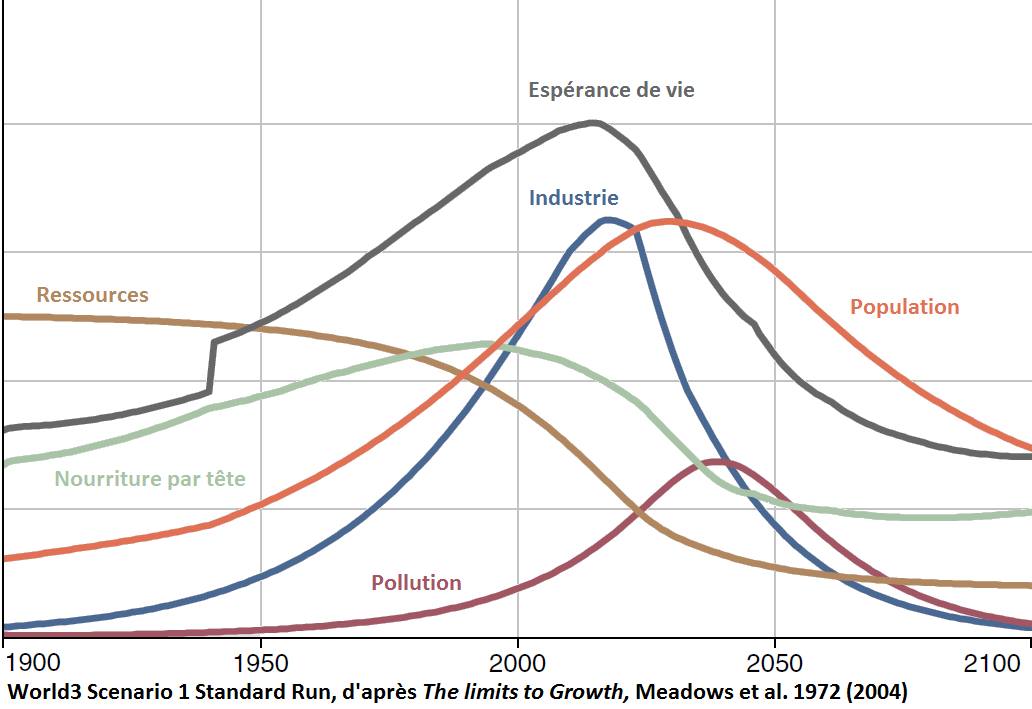 Espérance de vie
Industrie
Ressources
Population
Nourriture par tête
Pollution
1900 1950 2000 2050 2100
World3 Scenario 1 Standard Run, d'après The limits to Growth, Meadows et al. 1972 (2004)